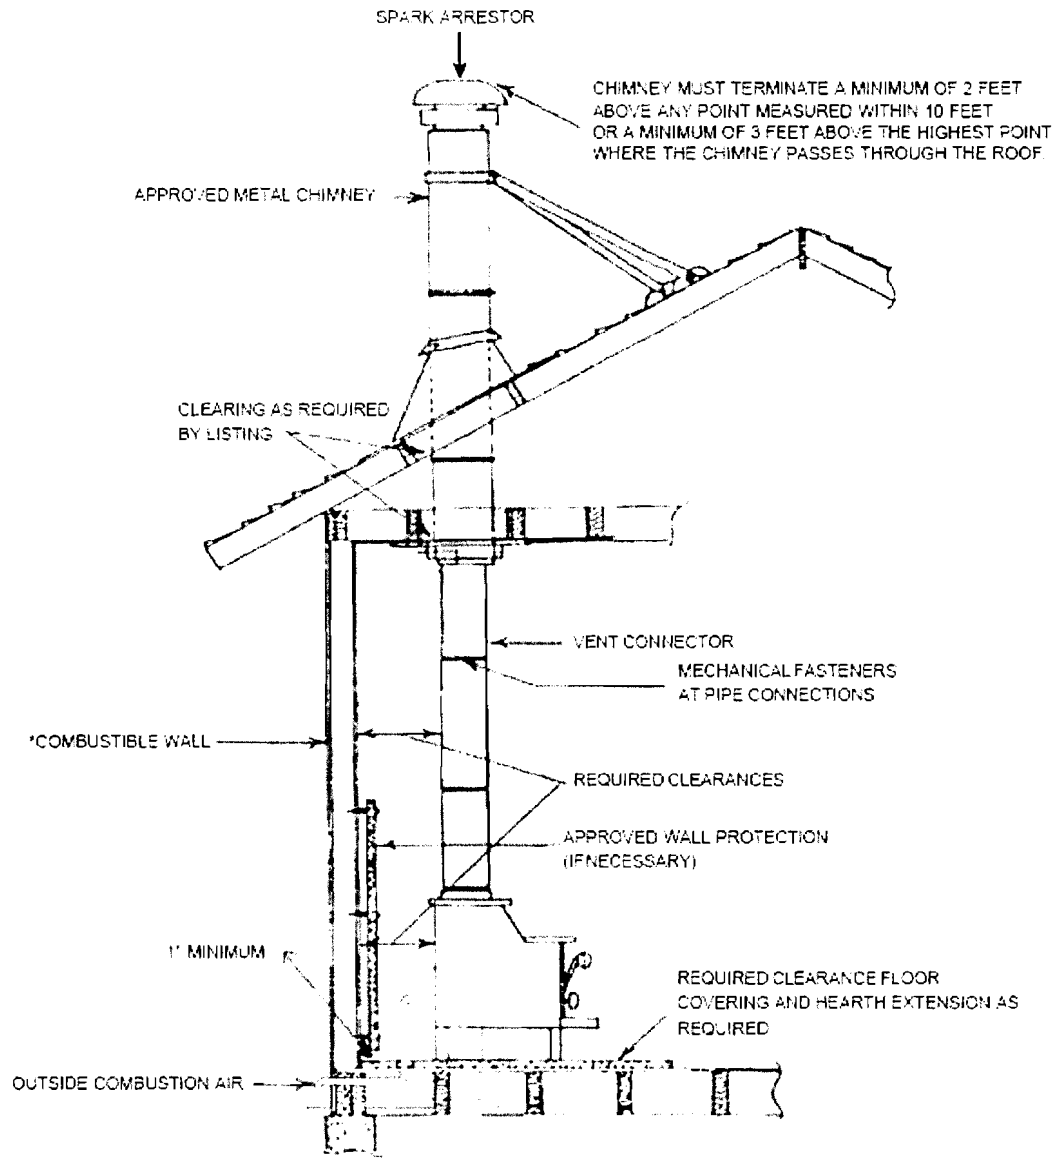 SPARK ARRESTOR
CHIMNEY MUST TERMINATE A MINIMUM OF 2 FEET
ABOVE ANY POINT MEASURED WITHIN 10 FEET
OR A MINIMUM OF 3 FEET ABOVE THE HIGHEST POINT
WHERE THE CHIMNEY PASSES THROUGH THE ROOF.
APPROVED METAL CHIMNEY
CLEARING AS REQUIRED
BY LISTING
VENT CONNECTOR
MECHANICAL FASTENERS
AT PIPE CONNECTIONS
*COMBUSTIBLE WALL
REQUIRED CLEARANCES
APPROVED WALL PROTECTION
(IFNECESSARY)
1" MINIMUM
REQUIRED CLEARANCE FLOOR
COVERING AND HEARTH EXTENSION AS
REQUIRED
OUTSIDE COMBUSTION AIR